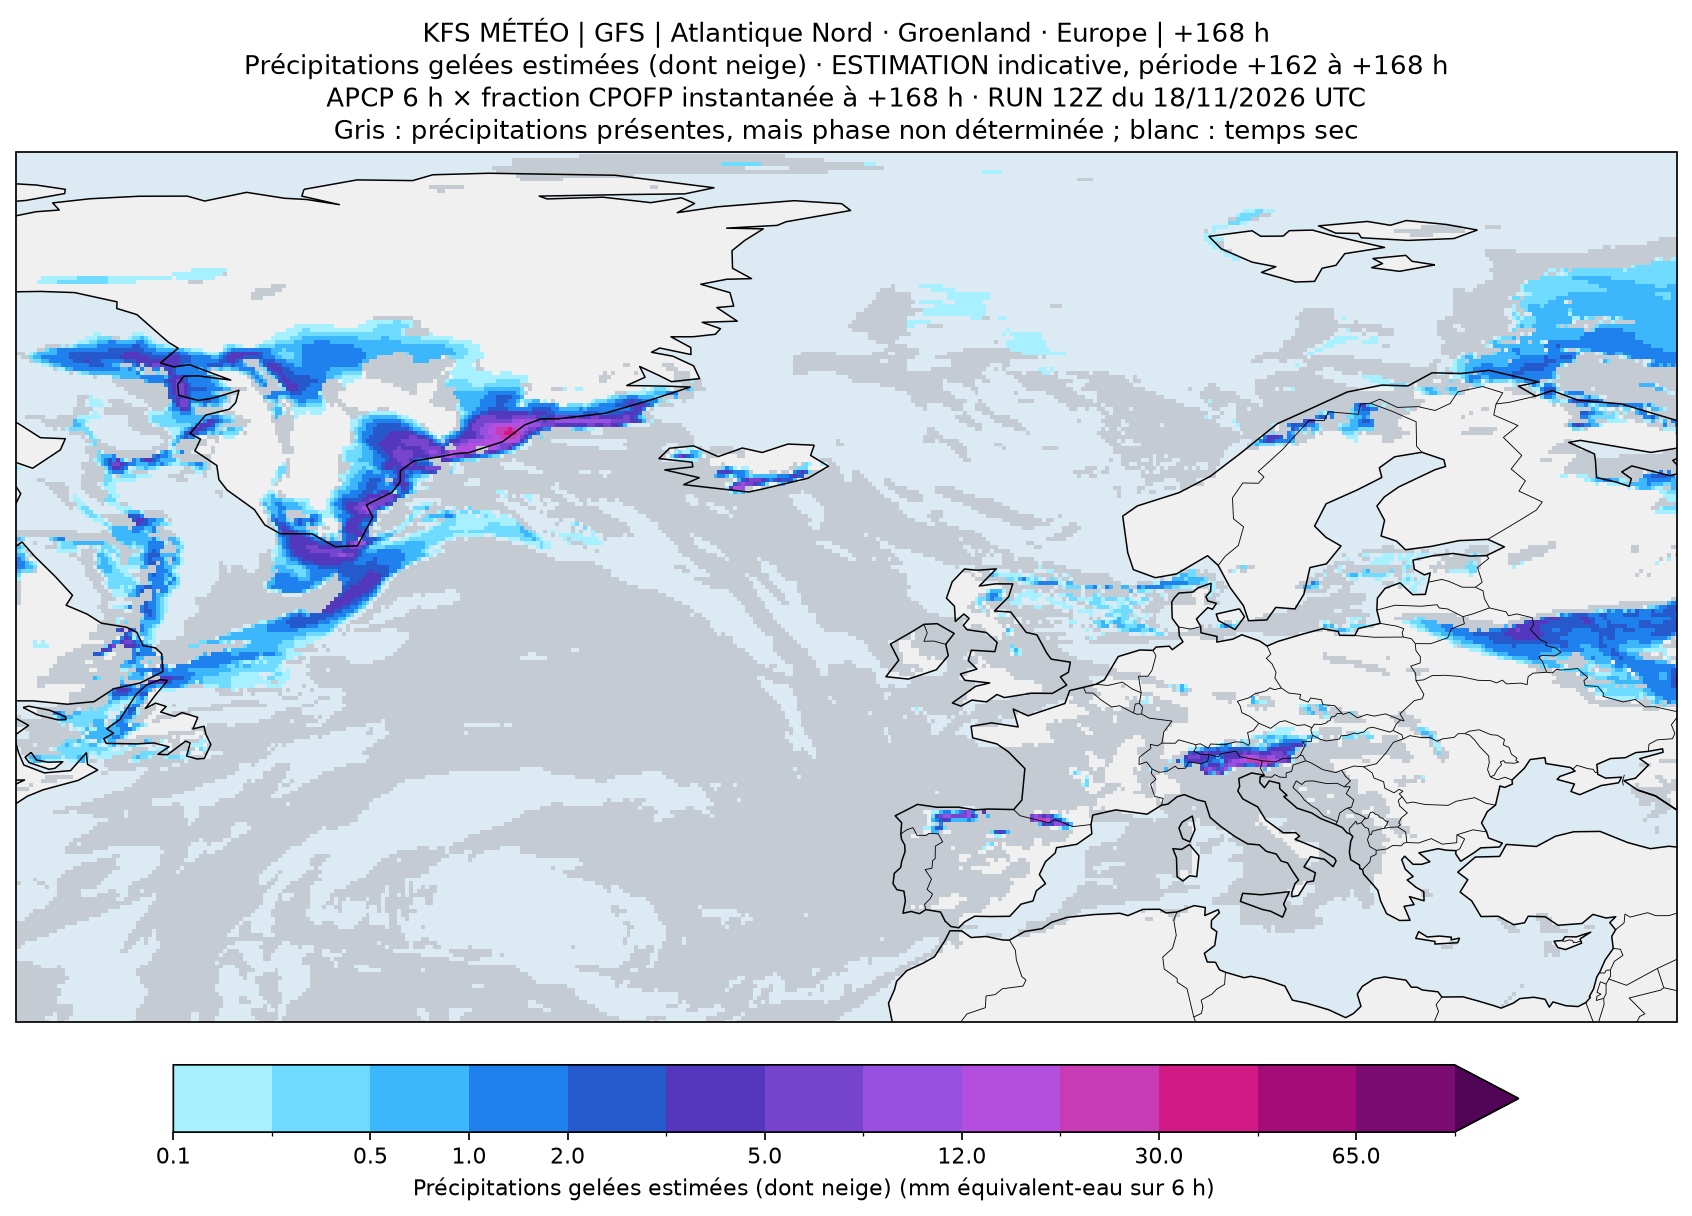 KFS MÉTÉO | GFS | Atlantique Nord · Groenland · Europe | +168 h
Précipitations gelées estimées (dont neige) · ESTIMATION indicative, période +162 à +168 h
APCP 6 h × fraction CPOFP instantanée à +168 h · RUN 12Z du 18/11/2026 UTC
Gris : précipitations présentes, mais phase non déterminée ; blanc : temps sec
0.1 0.5 1.0 2.0 5.0 12.0 30.0 65.0
Précipitations gelées estimées (dont neige) (mm équivalent-eau sur 6 h)